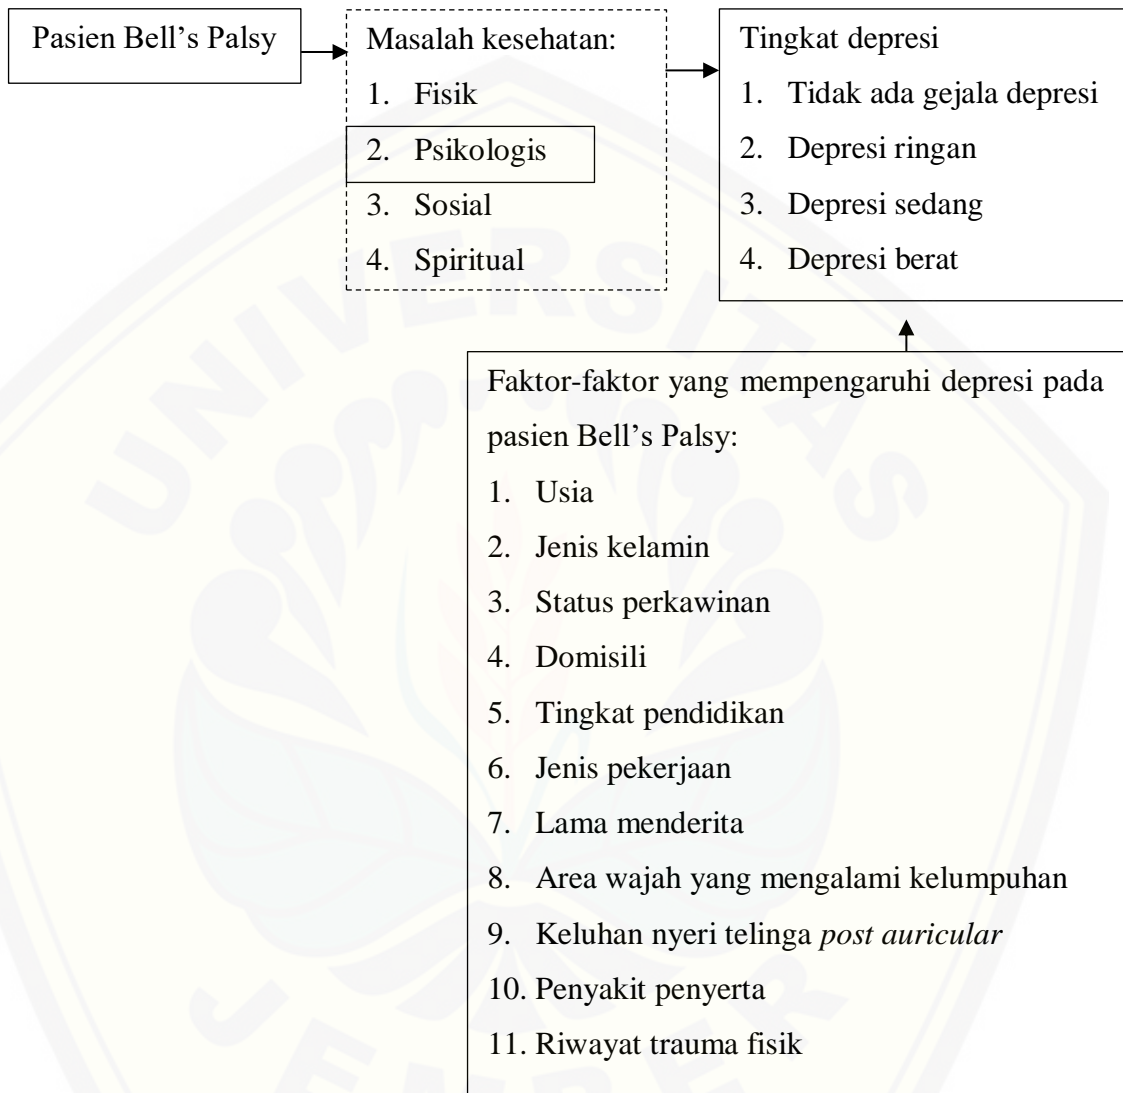 Pasien Bell’s Palsy
Masalah kesehatan:
1. Fisik
2. Psikologis
3. Sosial
4. Spiritual
Tingkat depresi
1. Tidak ada gejala depresi
2. Depresi ringan
3. Depresi sedang
4. Depresi berat
Faktor-faktor yang mempengaruhi depresi pada
pasien Bell’s Palsy:
1. Usia
2. Jenis kelamin
3. Status perkawinan
4. Domisili
5. Tingkat pendidikan
6. Jenis pekerjaan
7. Lama menderita
8. Area wajah yang mengalami kelumpuhan
9. Keluhan nyeri telinga post auricular
10. Penyakit penyerta
11. Riwayat trauma fisik
UNIVERSITAS
JEMBER